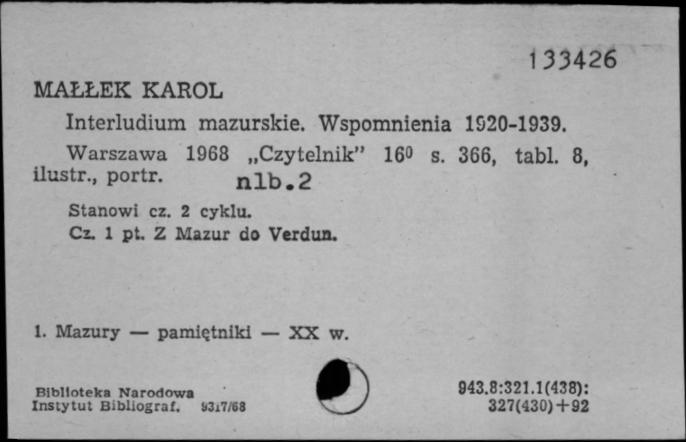 133426
MAŁŁEK KAROL
Interludium mazurskie. Wspomnienia 1920-1939.
Warszawa 1968 „Czytelnik” 16⁰ s. 366, tabl. 8,
ilustr., portr. nlb.2
Stanowi cz. 2 cyklu.
Cz. 1 pt. Z Mazur do Verdun.
1. Mazury — pamiętniki — XX w.
Biblioteka Narodowa
Instytut Bibliograf. 9317/68
943.8:321.1(438):
327(430)+92